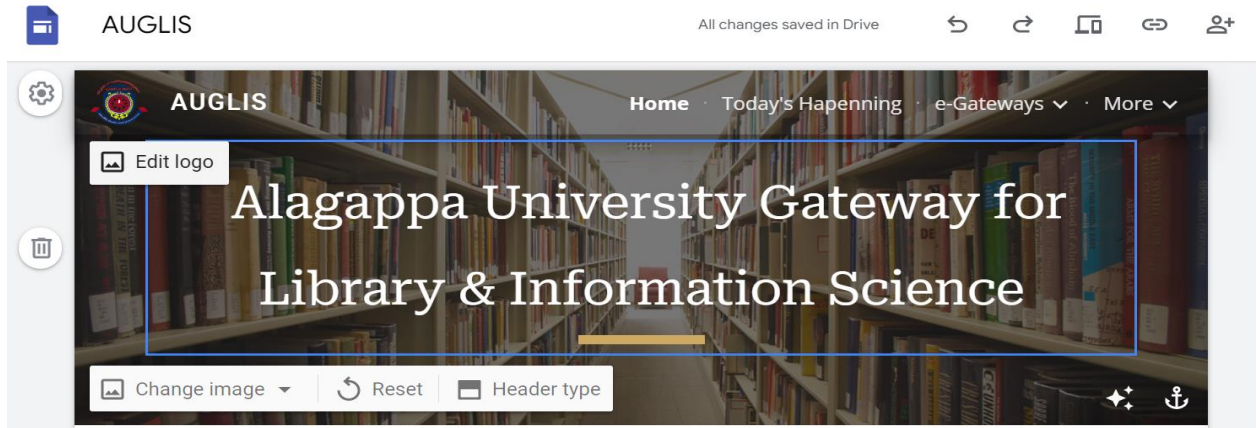 AUGLIS
All changes saved in Drive
AUGLIS
Home · Today's Hapenning · e-Gateways · More
Edit logo
Alagappa University Gateway for
Library & Information Science
Change image
Reset
Header type